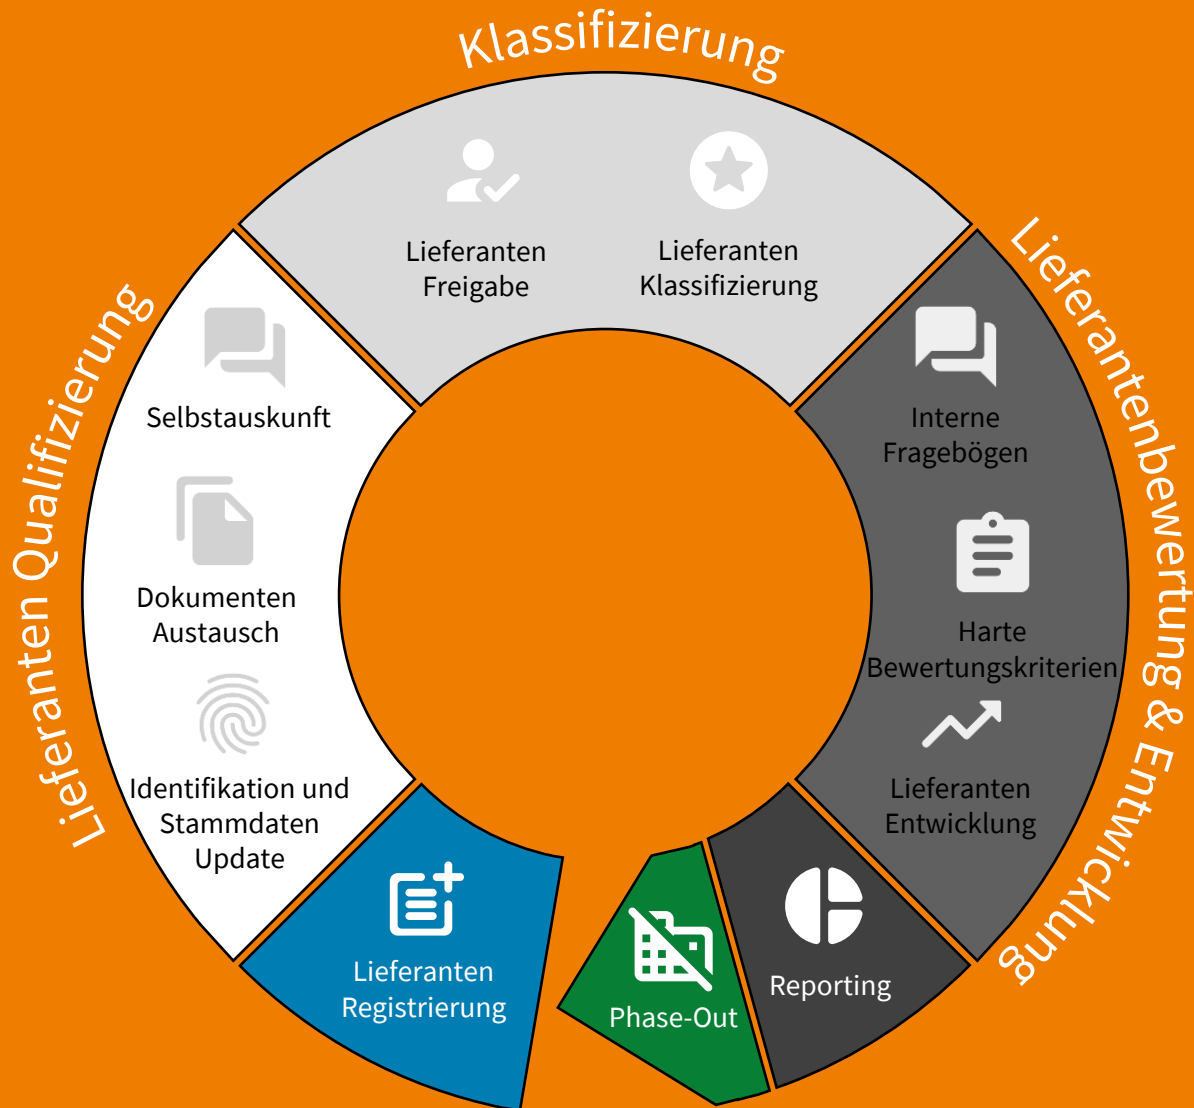 Klassifizierung
Lieferanten
Freigabe
Lieferanten
Klassifizierung
Lieferanten Qualifizierung
Selbstauskunft
Dokumenten
Austausch
Identifikation und
Stammdaten
Update
Lieferantenbewertung & Entwicklung
Interne
Fragebögen
Harte
Bewertungskriterien
Lieferanten
Entwicklung
Lieferanten
Registrierung
Phase-Out
Reporting